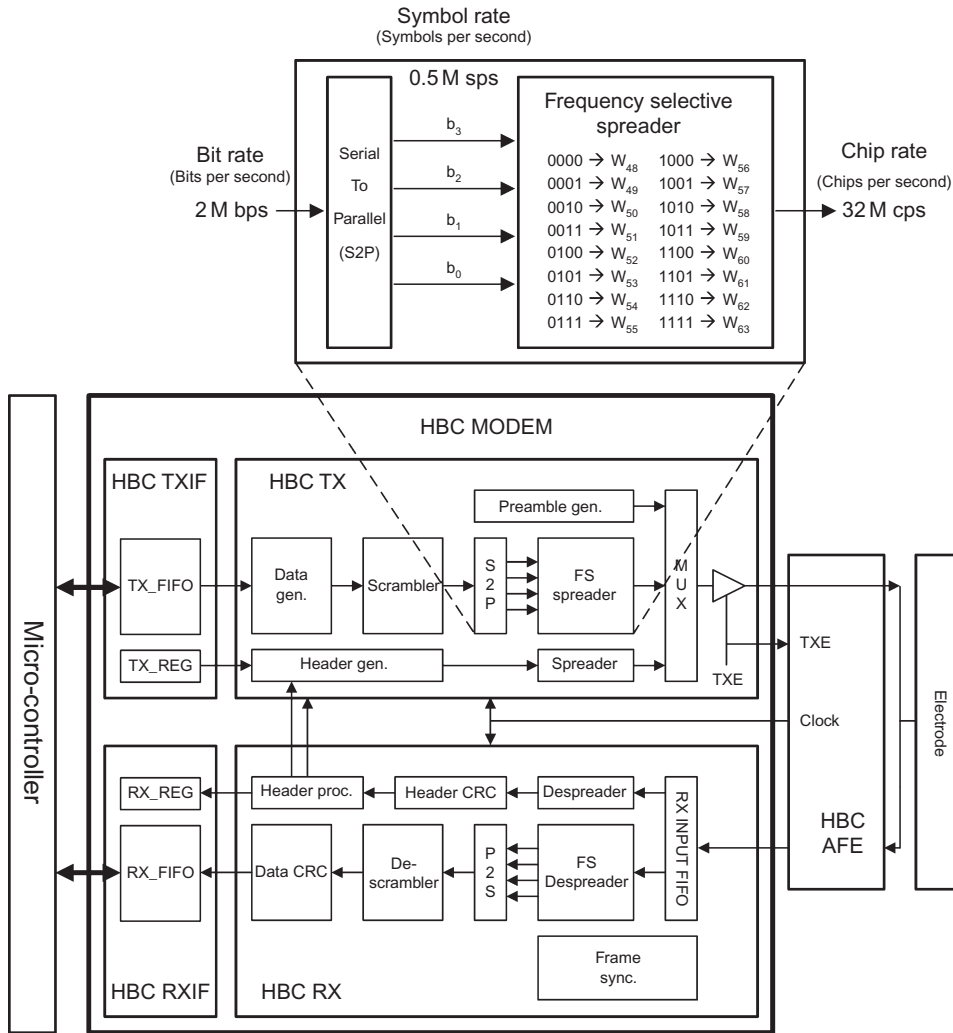 Symbol rate
(Symbols per second)
0.5 M sps
Bit rate
(Bits per second)
2 M bps
Serial
To
Parallel
(S2P)
b3
b2
b1
b0
Frequency selective
spreader
0000 → W48 1000 → W56
0001 → W49 1001 → W57
0010 → W50 1010 → W58
0011 → W51 1011 → W59
0100 → W52 1100 → W60
0101 → W53 1101 → W61
0110 → W54 1110 → W62
0111 → W55 1111 → W63
Chip rate
(Chips per second)
32 M cps
Micro-controller
HBC MODEM
HBC TXIF
TX_FIFO
TX_REG
HBC TX
Preamble gen.
Data
gen.
Scrambler
S2P
FS
spreader
MUX
Header gen.
Spreader
TXE
TXE
Clock
HBC
AFE
Electrode
RX_REG
RX_FIFO
HBC RXIF
Header proc.
Header CRC
Despreader
RX INPUT FIFO
Data CRC
De-
scrambler
P2S
FS
Despreader
Frame
sync.
HBC RX